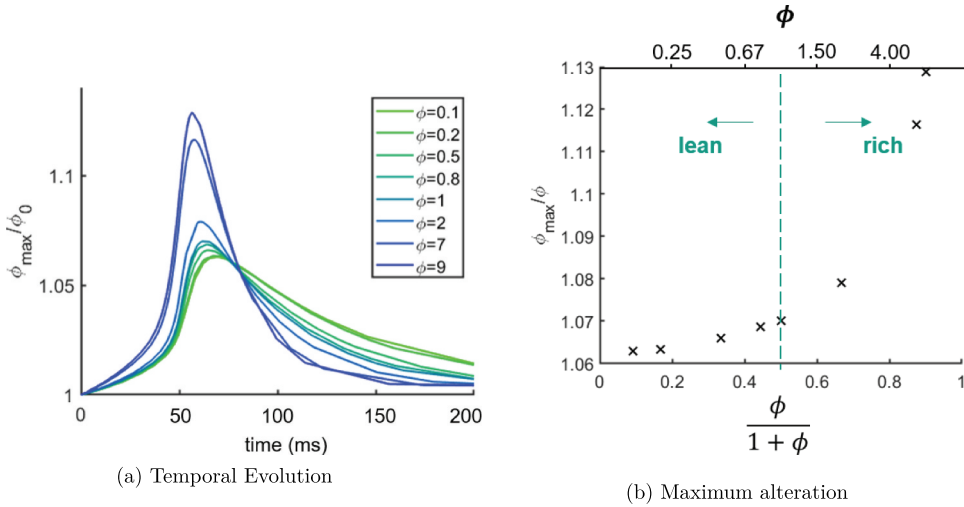 1.1
1.05
1
0
50
100
150
200
ϕmax/ϕ0
time (ms)
ϕ=0.1
ϕ=0.2
ϕ=0.5
ϕ=0.8
ϕ=1
ϕ=2
ϕ=7
ϕ=9
(a) Temporal Evolution
ϕ
0.25 0.67 1.50 4.00
1.13
1.12
1.11
1.1
1.09
1.08
1.07
1.06
ϕmax/ϕ
lean
rich
0 0.2 0.4 0.6 0.8 1
ϕ
1 + ϕ
(b) Maximum alteration